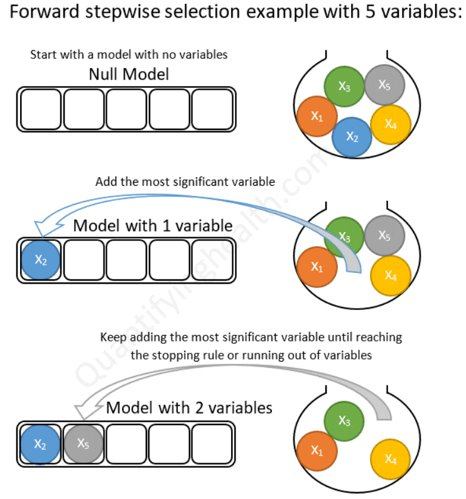 Forward stepwise selection example with 5 variables:
Start with a model with no variables
Null Model
X₃ X₅
X₁ X₄
X₂
Add the most significant variable
Model with 1 variable
X₂
X₃ X₅
X₁ X₄
Keep adding the most significant variable until reaching
the stopping rule or running out of variables
Model with 2 variables
X₂ X₅
X₃
X₁ X₄
Quantifyinghealth.com